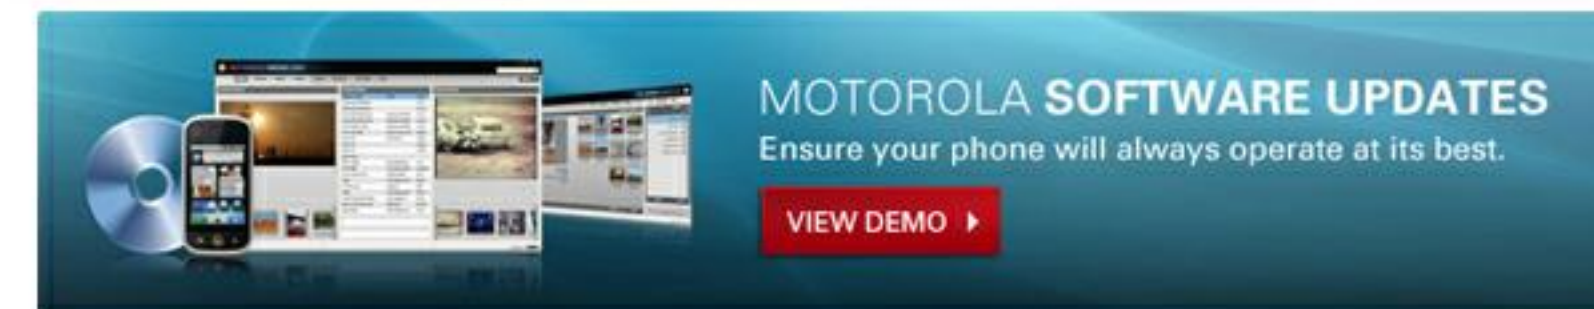 MOTOROLA SOFTWARE UPDATES
Ensure your phone will always operate at its best.
VIEW DEMO